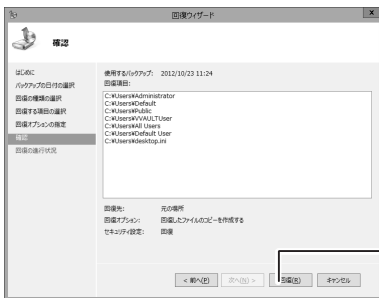 回復ウィザード
x
確認
はじめに
バックアップの日付の選択
回復の種類の選択
回復する項目の選択
回復オプションの指定
確認
回復の進行状況
使用するバックアップ: 2012/10/23 11:24
回復項目:
C:¥Users¥Administrator
C:¥Users¥Default
C:¥Users¥Public
C:¥Users¥VVAULTUser
C:¥Users¥All Users
C:¥Users¥Default User
C:¥Users¥desktop.ini
回復先: 元の場所
回復オプション: 回復したファイルのコピーを作成する
セキュリティ設定: 回復
< 前へ(P)
次へ(N) >
回復(R)
キャンセル